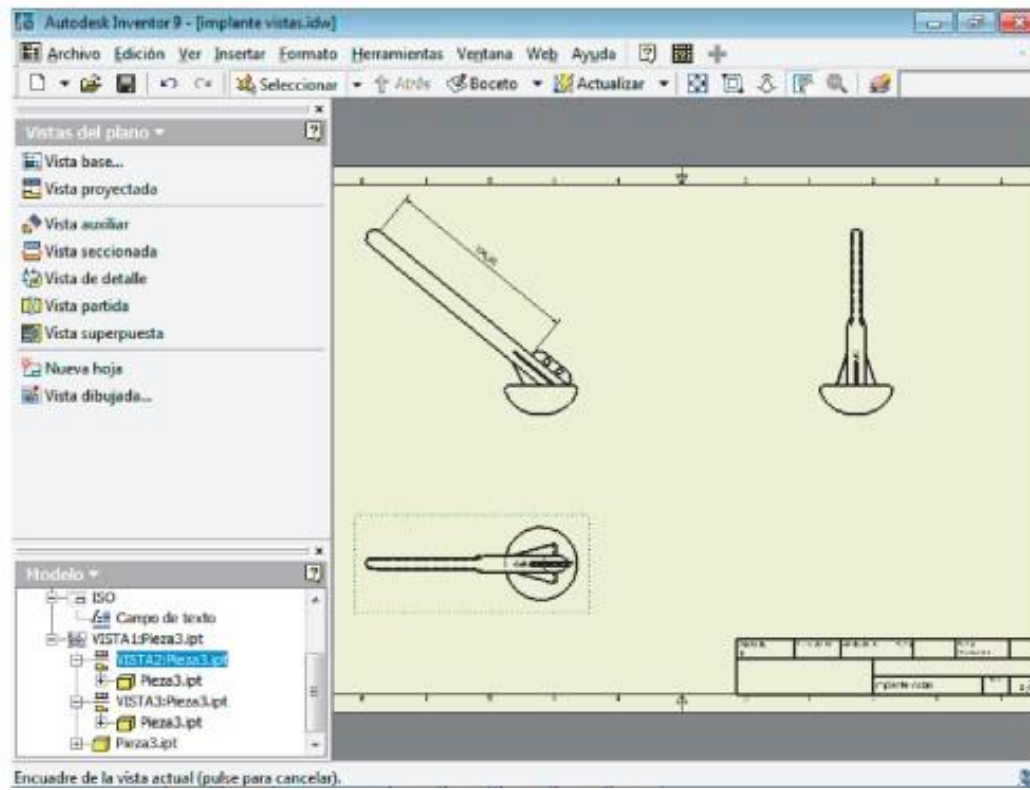 Autodesk Inventor 9 - [implante vistas.idw]
Archivo Edición Ver Insertar Formato Herramientas Ventana Web Ayuda
Seleccionar Atrás Boceto Actualizar
Vistas del plano
Vista base...
Vista proyectada
Vista auxiliar
Vista seccionada
Vista de detalle
Vista partida
Vista superpuesta
Nueva hoja
Vista dibujada...
Modelo
ISO
Campo de texto
VISTA1:Pieza3.ipt
VISTA2:Pieza3.ipt
Pieza3.ipt
VISTA3:Pieza3.ipt
Pieza3.ipt
Pieza3.ipt
implante vistas
Encuadre de la vista actual (pulse para cancelar).